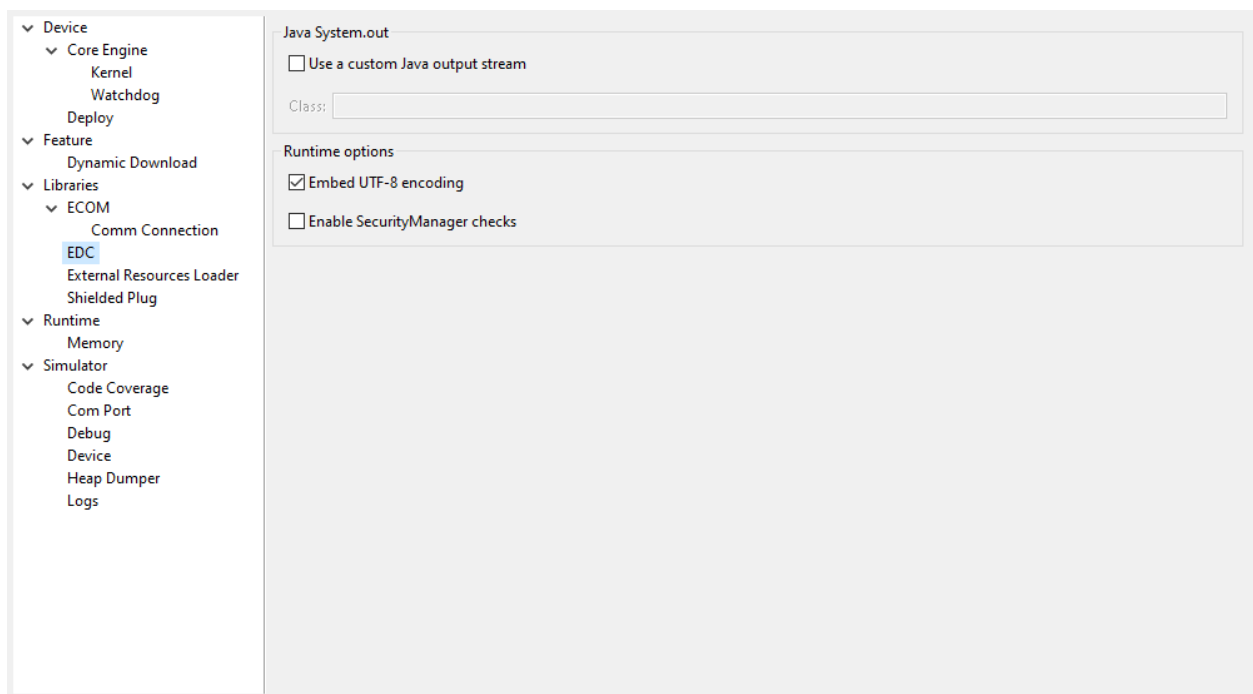 Device
Core Engine
Kernel
Watchdog
Deploy
Feature
Dynamic Download
Libraries
ECOM
Comm Connection
EDC
External Resources Loader
Shielded Plug
Runtime
Memory
Simulator
Code Coverage
Com Port
Debug
Device
Heap Dumper
Logs
Java System.out
Use a custom Java output stream
Class:
Runtime options
Embed UTF-8 encoding
Enable SecurityManager checks